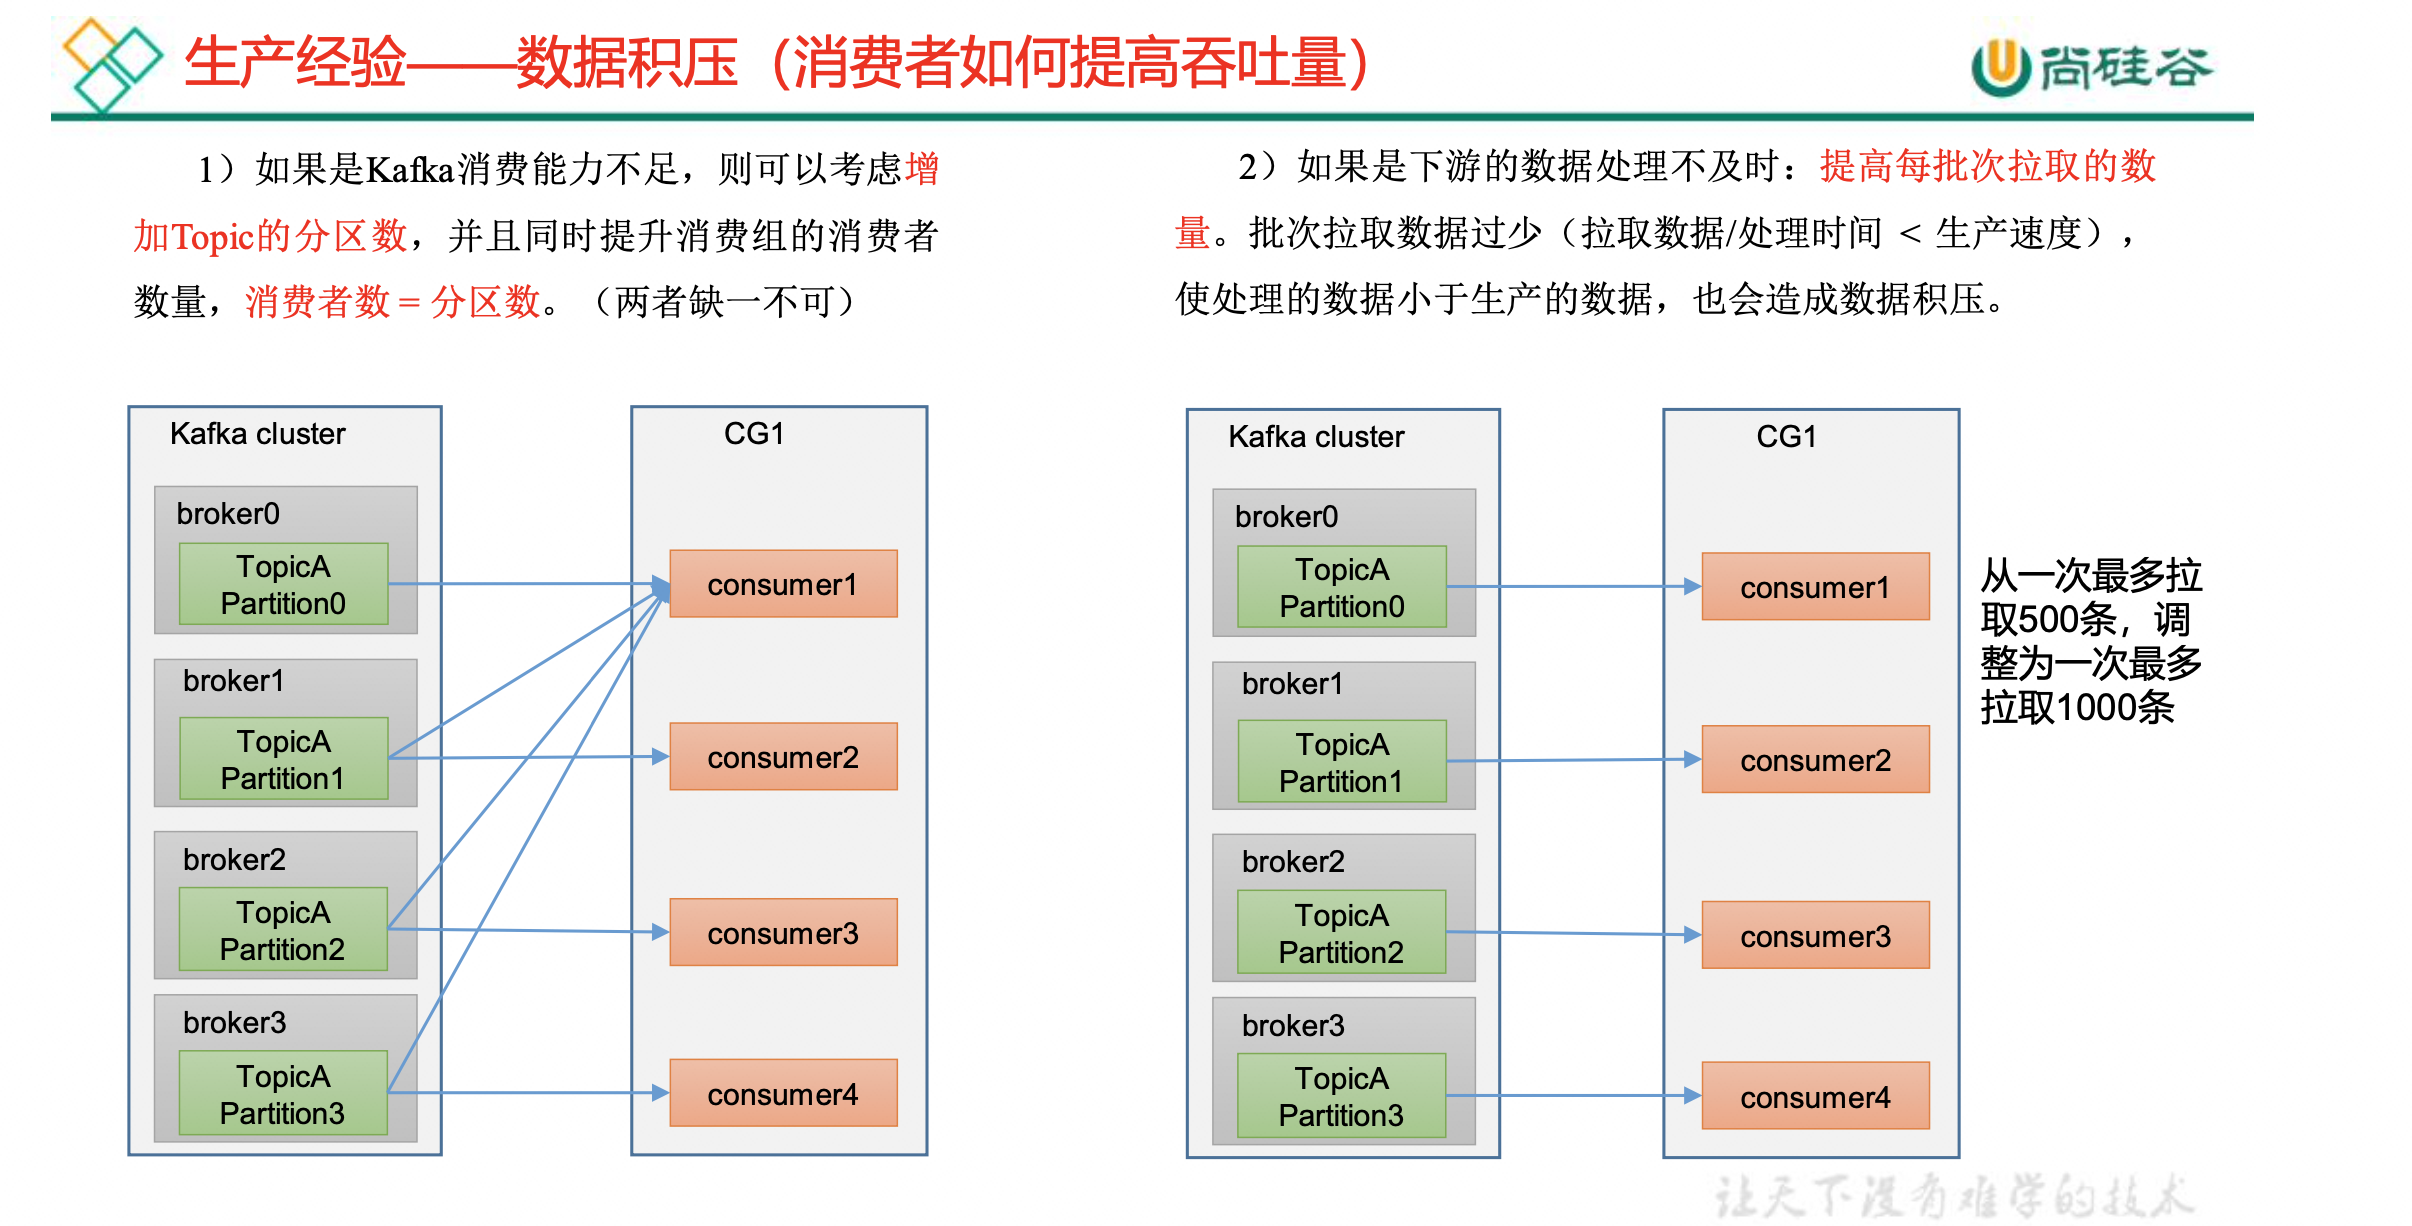 生产经验——数据积压（消费者如何提高吞吐量）
尚硅谷
1）如果是Kafka消费能力不足，则可以考虑增
加Topic的分区数，并且同时提升消费组的消费者
数量，消费者数 = 分区数。（两者缺一不可）
2）如果是下游的数据处理不及时：提高每批次拉取的数
量。批次拉取数据过少（拉取数据/处理时间 < 生产速度），
使处理的数据小于生产的数据，也会造成数据积压。
Kafka cluster
broker0
TopicA
Partition0
broker1
TopicA
Partition1
broker2
TopicA
Partition2
broker3
TopicA
Partition3
CG1
consumer1
consumer2
consumer3
consumer4
Kafka cluster
broker0
TopicA
Partition0
broker1
TopicA
Partition1
broker2
TopicA
Partition2
broker3
TopicA
Partition3
CG1
consumer1
consumer2
consumer3
consumer4
从一次最多拉
取500条，调
整为一次最多
拉取1000条
让天下没有难学的技术